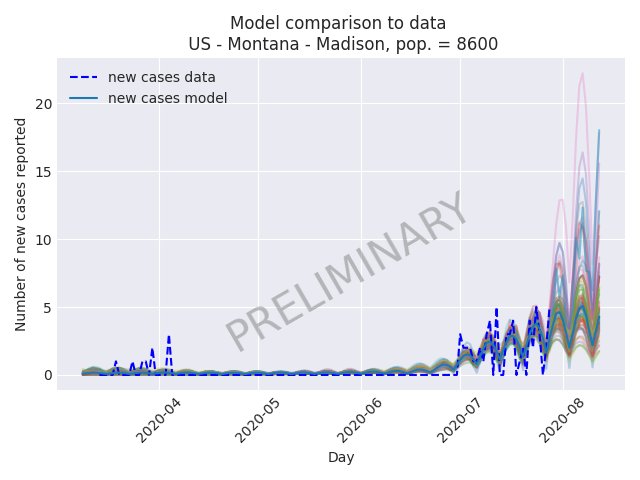 Model comparison to data
US - Montana - Madison, pop. = 8600
new cases data
new cases model
Number of new cases reported
20
15
10
5
0
PRELIMINARY
2020-04
2020-05
2020-06
2020-07
2020-08
Day